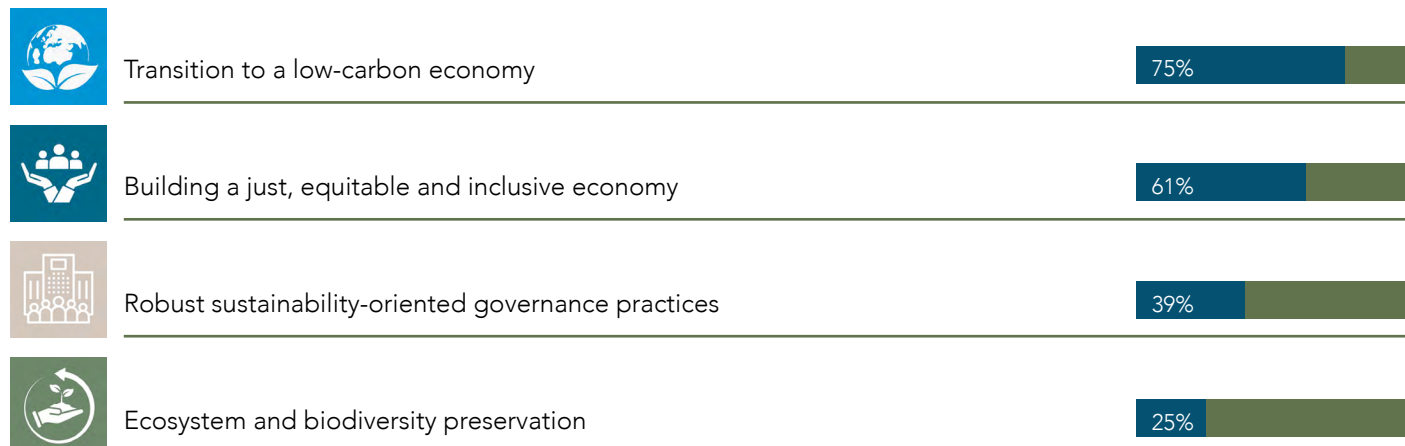 Transition to a low-carbon economy 75%
Building a just, equitable and inclusive economy 61%
Robust sustainability-oriented governance practices 39%
Ecosystem and biodiversity preservation 25%